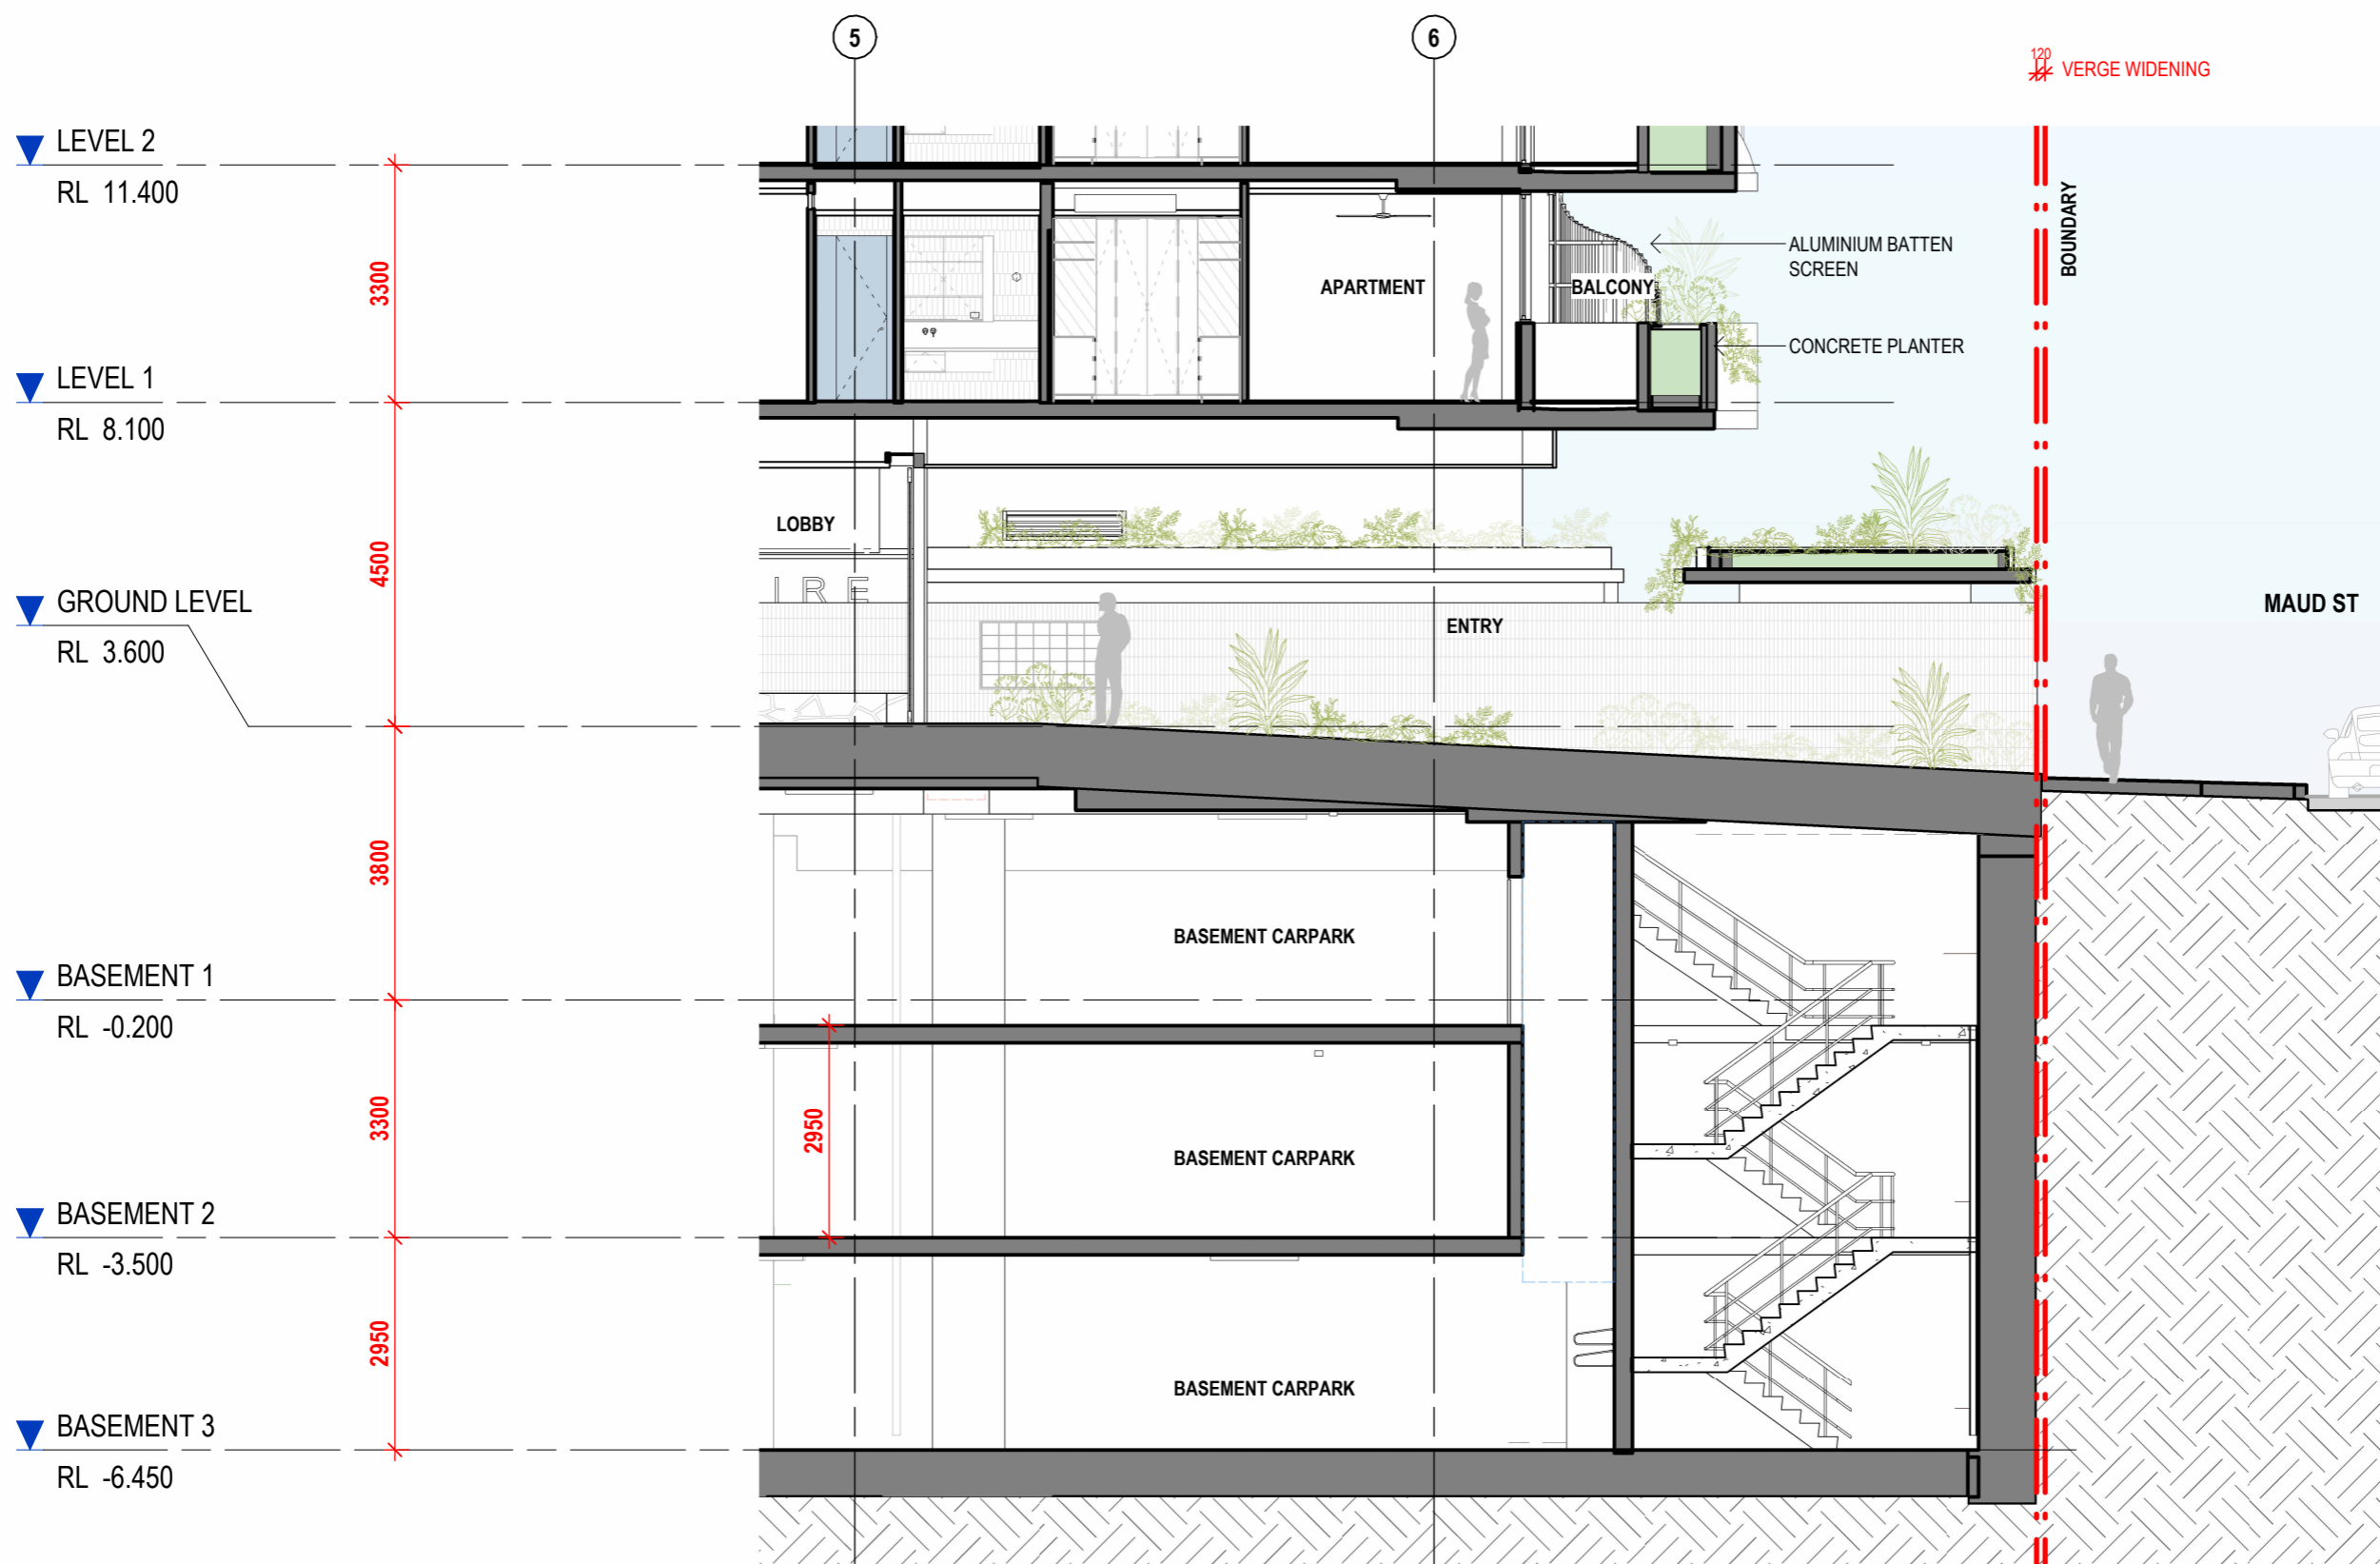 5
6
120
VERGE WIDENING
LEVEL 2
RL 11.400
BOUNDARY
ALUMINIUM BATTEN
SCREEN
3300
APARTMENT
BALCONY
CONCRETE PLANTER
LEVEL 1
RL 8.100
LOBBY
4500
I R E
GROUND LEVEL
RL 3.600
ENTRY
MAUD ST
3800
BASEMENT CARPARK
BASEMENT 1
RL -0.200
3300
2950
BASEMENT CARPARK
BASEMENT 2
RL -3.500
2950
BASEMENT CARPARK
BASEMENT 3
RL -6.450